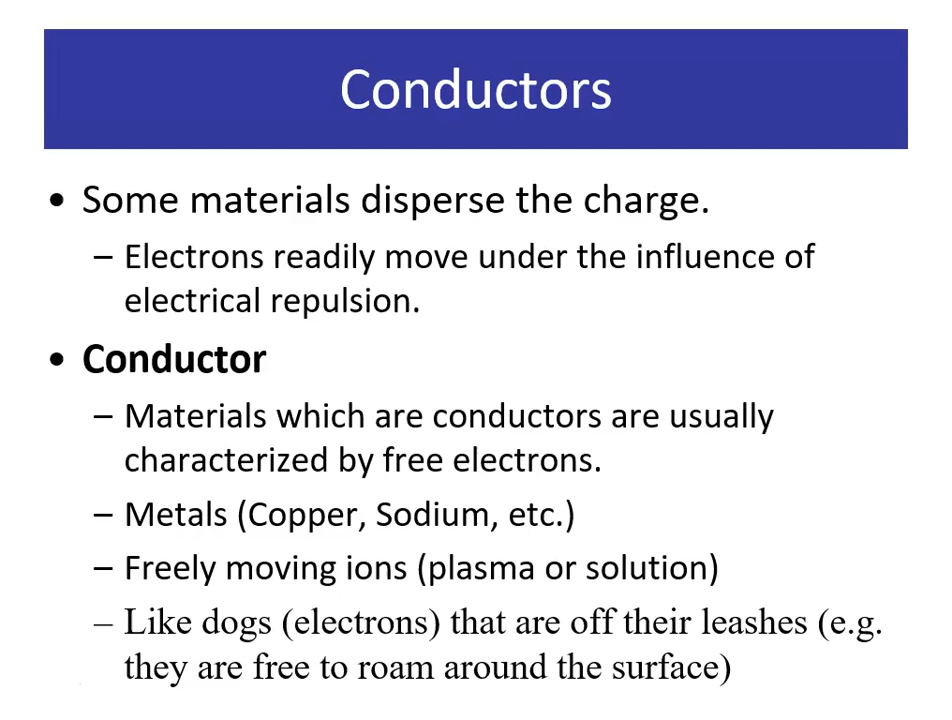 Conductors
• Some materials disperse the charge.
– Electrons readily move under the influence of
electrical repulsion.
• Conductor
– Materials which are conductors are usually
characterized by free electrons.
– Metals (Copper, Sodium, etc.)
– Freely moving ions (plasma or solution)
– Like dogs (electrons) that are off their leashes (e.g.
they are free to roam around the surface)